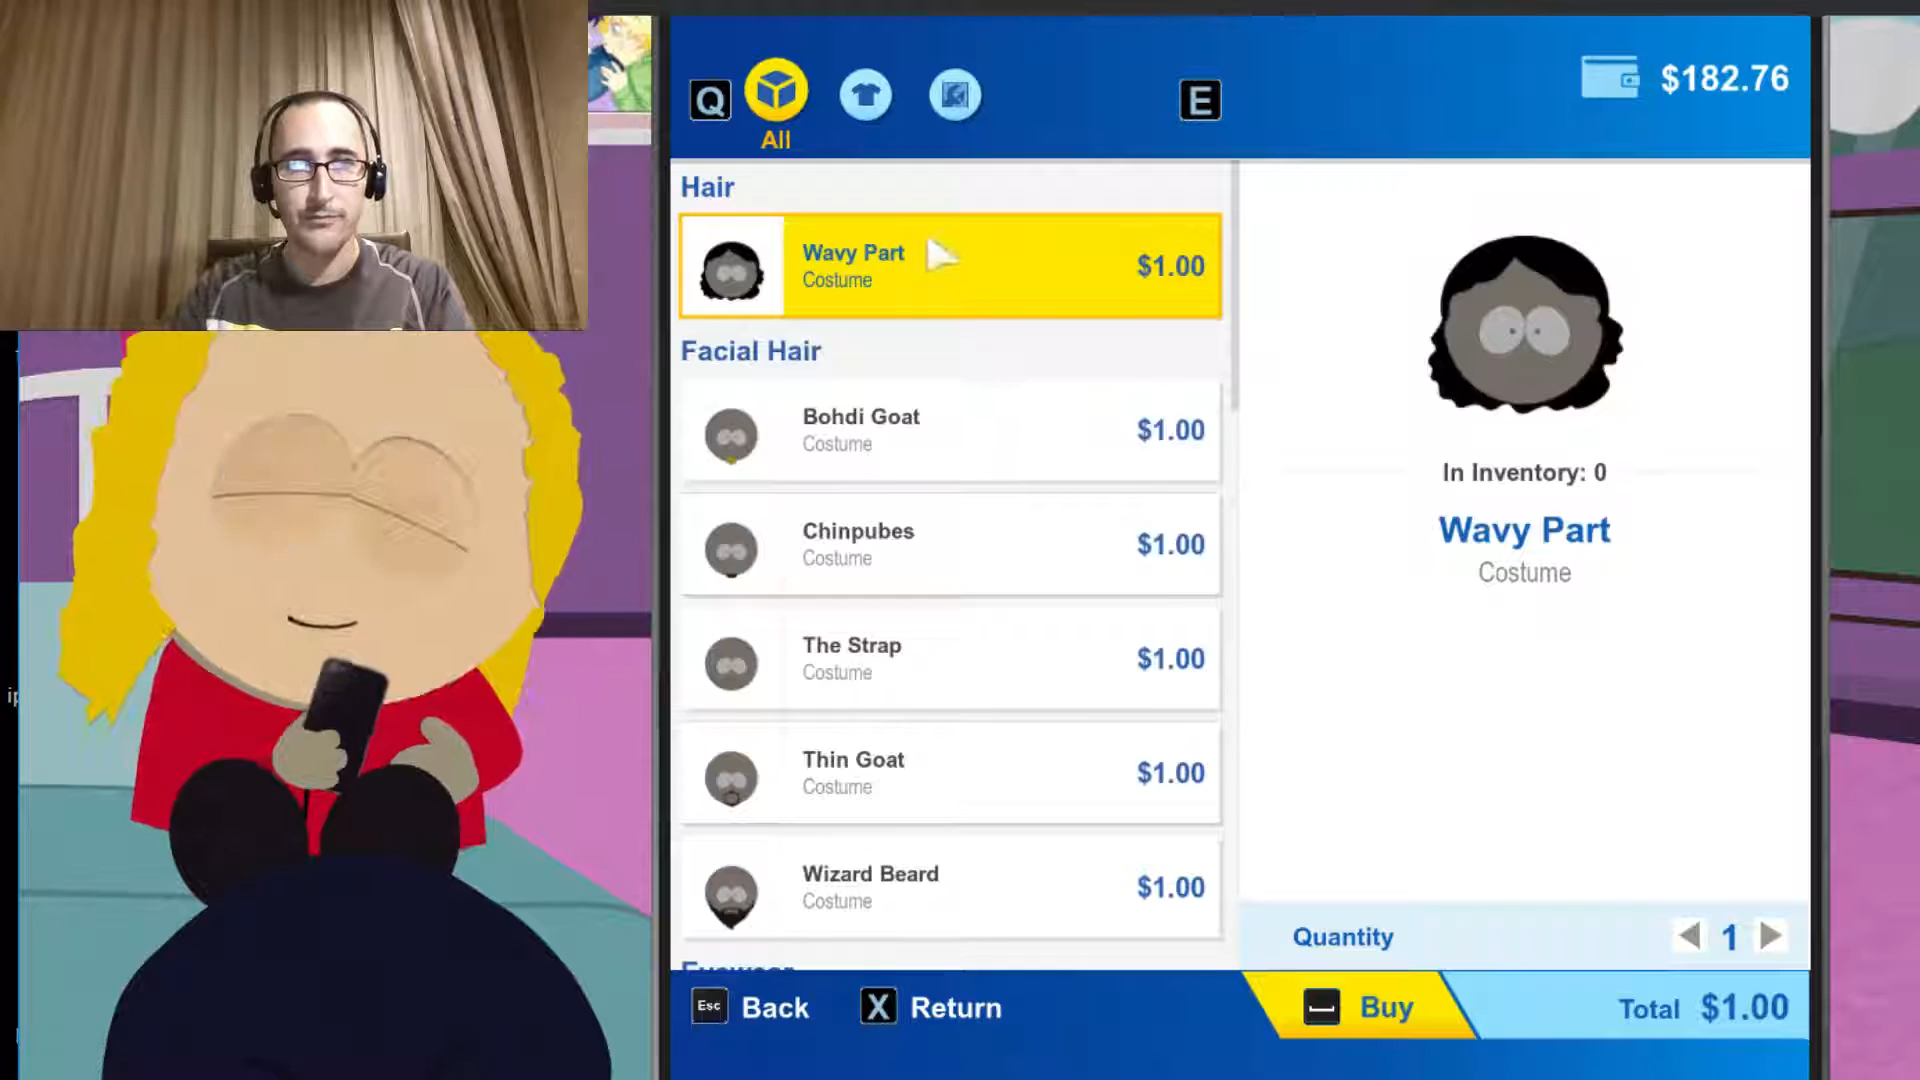 $182.76
Q
E
All
Hair
Wavy Part
Costume
$1.00
Facial Hair
Bohdi Goat
Costume
$1.00
Chinpubes
Costume
$1.00
The Strap
Costume
$1.00
Thin Goat
Costume
$1.00
Wizard Beard
Costume
$1.00
In Inventory: 0
Wavy Part
Costume
Quantity
1
Esc Back
X Return
Buy
Total $1.00